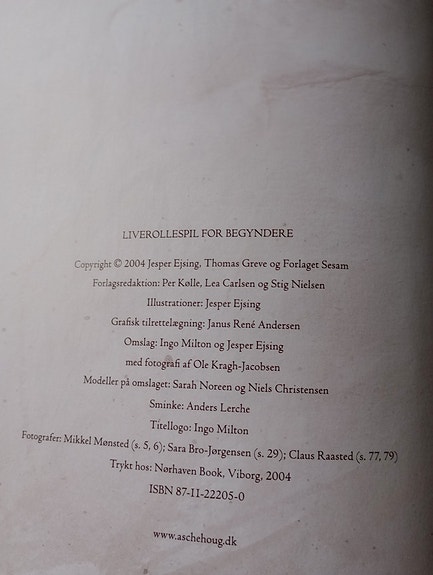 LIVEROLLESPIL FOR BEGYNDERE
Copyright © 2004 Jesper Ejsing, Thomas Greve og Forlaget Sesam
Forlagsredaktion: Per Kølle, Lea Carlsen og Stig Nielsen
Illustrationer: Jesper Ejsing
Grafisk tilrettelægning: Janus René Andersen
Omslag: Ingo Milton og Jesper Ejsing
med fotografi af Ole Kragh-Jacobsen
Modeller på omslaget: Sarah Noreen og Niels Christensen
Sminke: Anders Lerche
Titellogo: Ingo Milton
Fotografer: Mikkel Mønsted (s. 5, 6); Sara Bro-Jørgensen (s. 29); Claus Raasted (s. 77, 79)
Trykt hos: Nørhaven Book, Viborg, 2004
ISBN 87-11-22205-0
www.aschehoug.dk